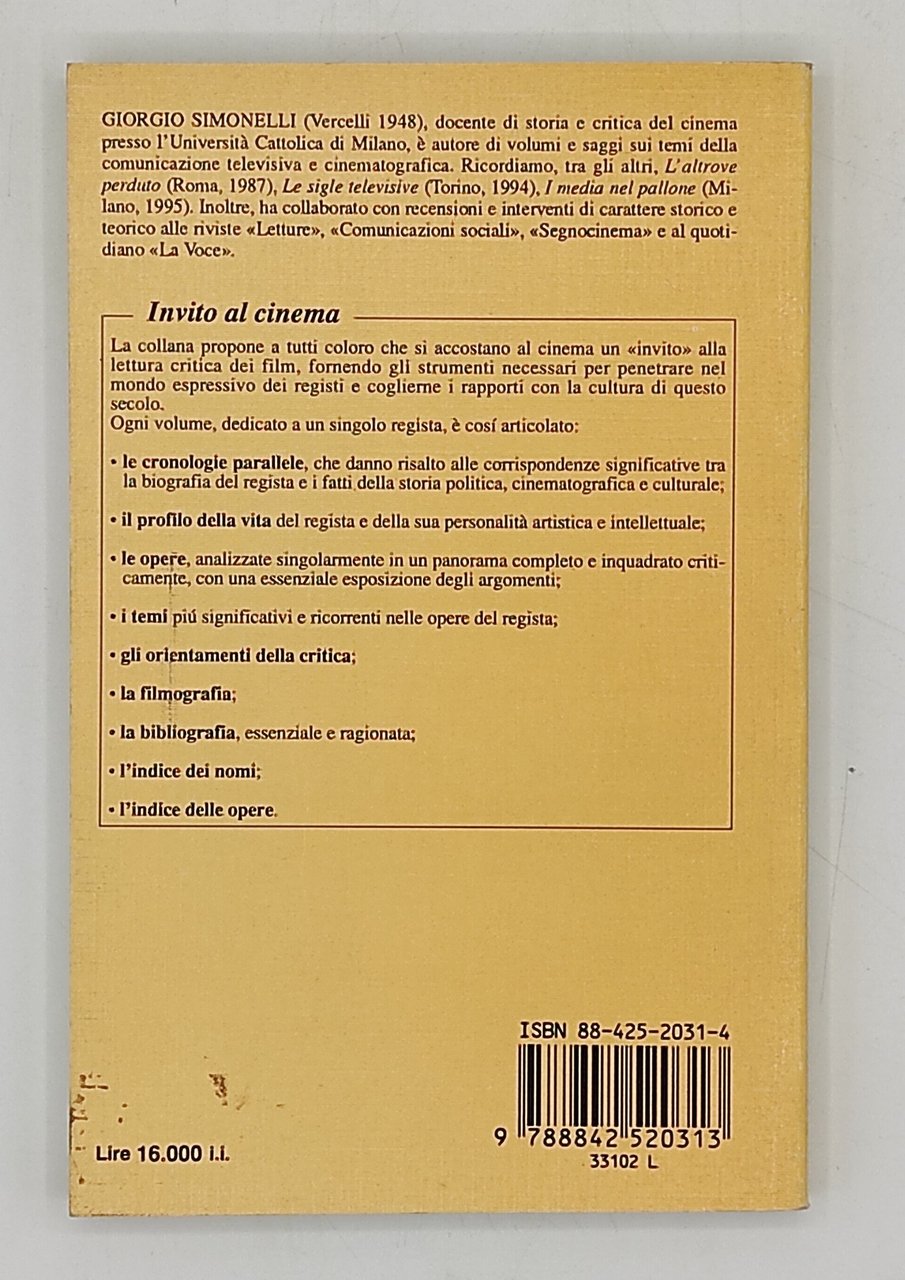 GIORGIO SIMONELLI (Vercelli 1948), docente di storia e critica del cinema
presso l'Università Cattolica di Milano, è autore di volumi e saggi sui temi della
comunicazione televisiva e cinematografica. Ricordiamo, tra gli altri, L'altrove
perduto (Roma, 1987), Le sigle televisive (Torino, 1994), I media nel pallone (Mi-
lano, 1995). Inoltre, ha collaborato con recensioni e interventi di carattere storico e
teorico alle riviste «Letture», «Comunicazioni sociali», «Segnocinema» e al quoti-
diano «La Voce».
Invito al cinema
La collana propone a tutti coloro che si accostano al cinema un «invito» alla
lettura critica dei film, fornendo gli strumenti necessari per penetrare nel
mondo espressivo dei registi e coglierne i rapporti con la cultura di questo
secolo.
Ogni volume, dedicato a un singolo regista, è cosí articolato:
• le cronologie parallele, che danno risalto alle corrispondenze significative tra
la biografia del regista e i fatti della storia politica, cinematografica e culturale;
• il profilo della vita del regista e della sua personalità artistica e intellettuale;
• le opere, analizzate singolarmente in un panorama completo e inquadrato criti-
camente, con una essenziale esposizione degli argomenti;
• i temi piú significativi e ricorrenti nelle opere del regista;
• gli orientamenti della critica;
• la filmografia;
• la bibliografia, essenziale e ragionata;
• l'indice dei nomi;
• l'indice delle opere.
ISBN 88-425-2031-4
9 788842 520313
33102 L
Lire 16.000 i.i.